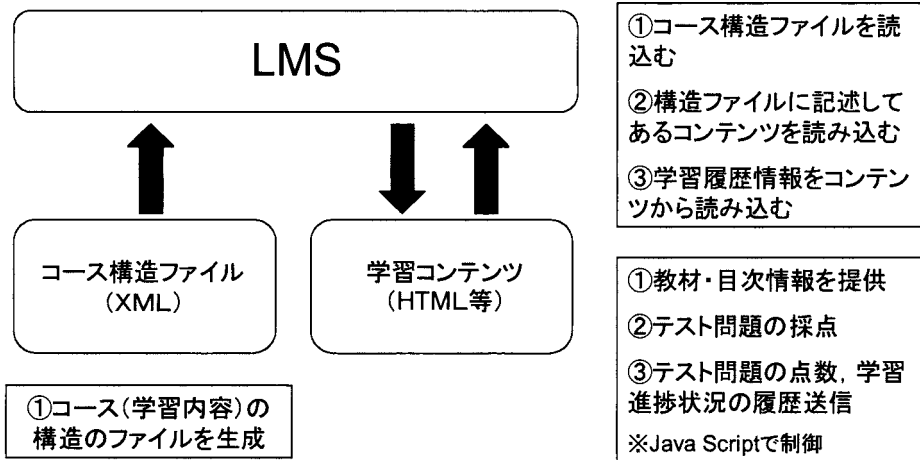 LMS
①コース構造ファイルを読
込む
②構造ファイルに記述して
あるコンテンツを読み込む
③学習履歴情報をコンテン
ツから読み込む
コース構造ファイル
(XML)
学習コンテンツ
(HTML等)
①教材・目次情報を提供
②テスト問題の採点
③テスト問題の点数，学習
進捗状況の履歴送信
※Java Scriptで制御
①コース(学習内容)の
構造のファイルを生成